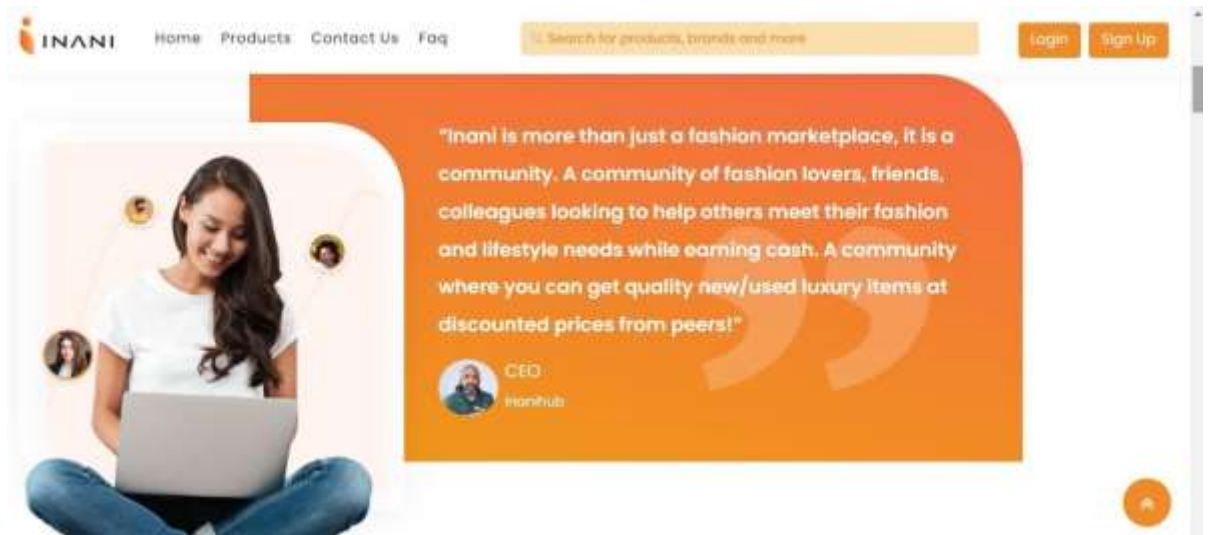 INANI
Home Products Contact Us Faq
Search for products, brands and more
Login
Sign Up
"Inani is more than just a fashion marketplace, it is a
community. A community of fashion lovers, friends,
colleagues looking to help others meet their fashion
and lifestyle needs while earning cash. A community
where you can get quality new/used luxury items at
discounted prices from peers!"
CEO
Inanihub